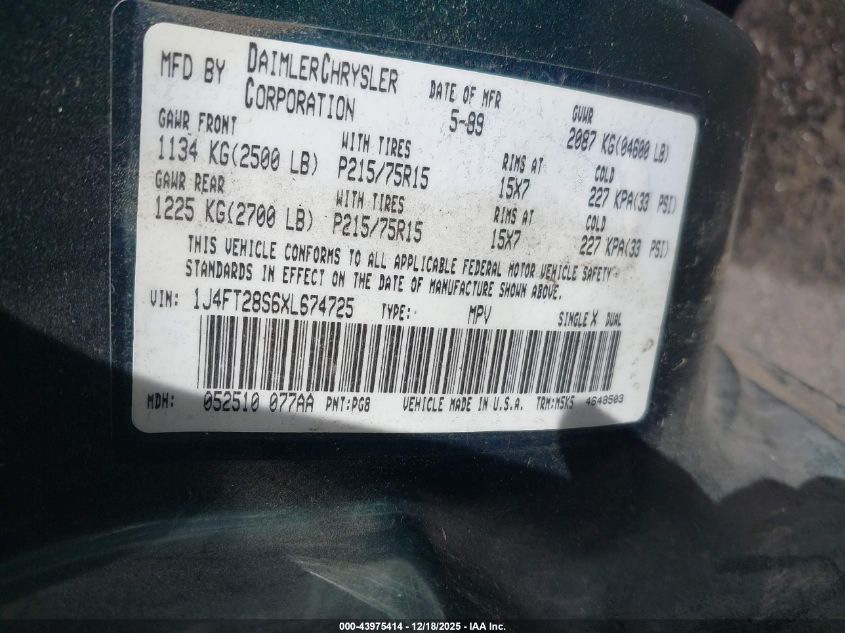 MFD BY DAIMLERCHRYSLER CORPORATION DATE OF MFR 5-99 GVWR 2087 KG(04600 LB)
GAWR FRONT WITH TIRES RIMS AT COLD
1134 KG(2500 LB) P215/75R15 15X7 227 KPA(33 PSI)
GAWR REAR WITH TIRES RIMS AT COLD
1225 KG(2700 LB) P215/75R15 15X7 227 KPA(33 PSI)
THIS VEHICLE CONFORMS TO ALL APPLICABLE FEDERAL MOTOR VEHICLE SAFETY
STANDARDS IN EFFECT ON THE DATE OF MANUFACTURE SHOWN ABOVE.
VIN: 1J4FT28S6XL674725 TYPE: MPV SINGLE X DUAL
MDH: 052510 077AA PNT:PG8 VEHICLE MADE IN U.S.A. TRM:M5K5 4648503
000-43975414 | 12/18/2025 - IAA Inc.